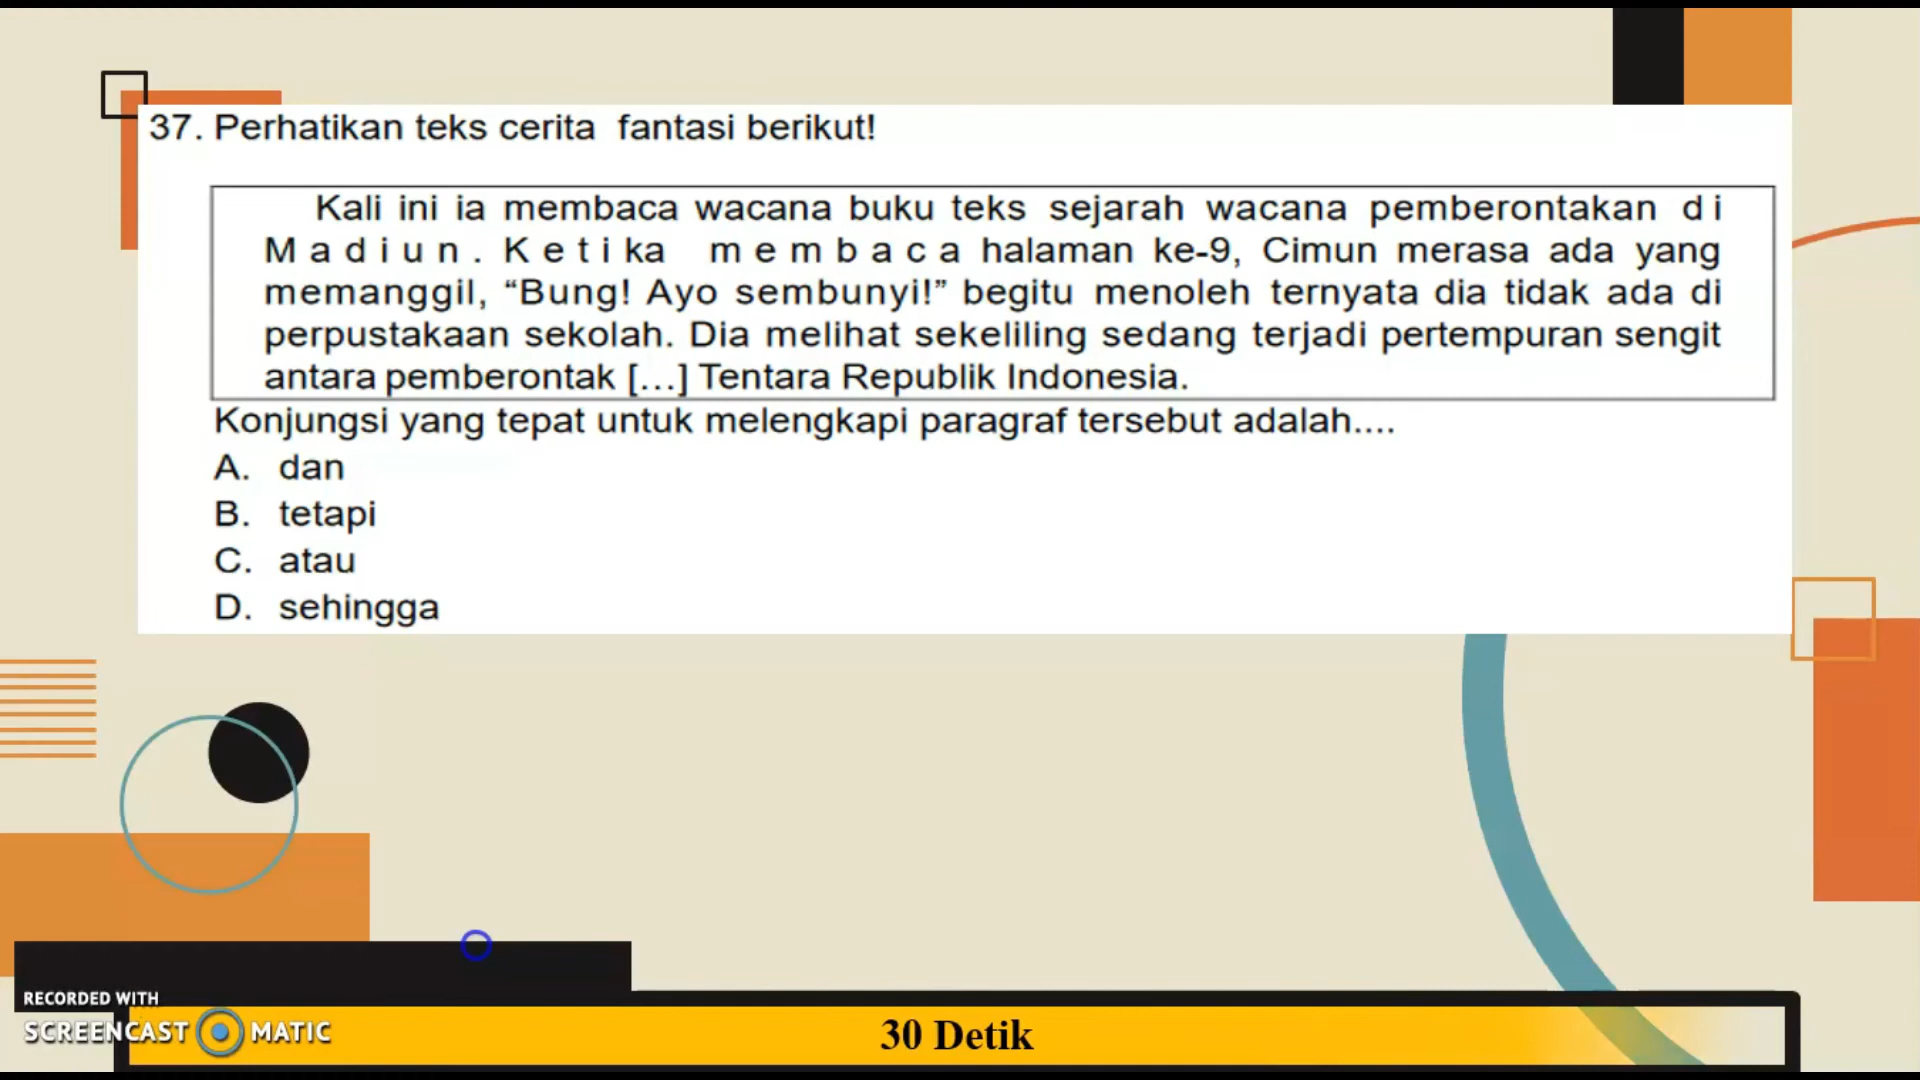 37. Perhatikan teks cerita fantasi berikut!
Kali ini ia membaca wacana buku teks sejarah wacana pemberontakan di
Madiun. Ketika membaca halaman ke-9, Cimun merasa ada yang
memanggil, “Bung! Ayo sembunyi!” begitu menoleh ternyata dia tidak ada di
perpustakaan sekolah. Dia melihat sekeliling sedang terjadi pertempuran sengit
antara pemberontak [...] Tentara Republik Indonesia.
Konjungsi yang tepat untuk melengkapi paragraf tersebut adalah....
A. dan
B. tetapi
C. atau
D. sehingga
RECORDED WITH
SCREENCAST MATIC
30 Detik